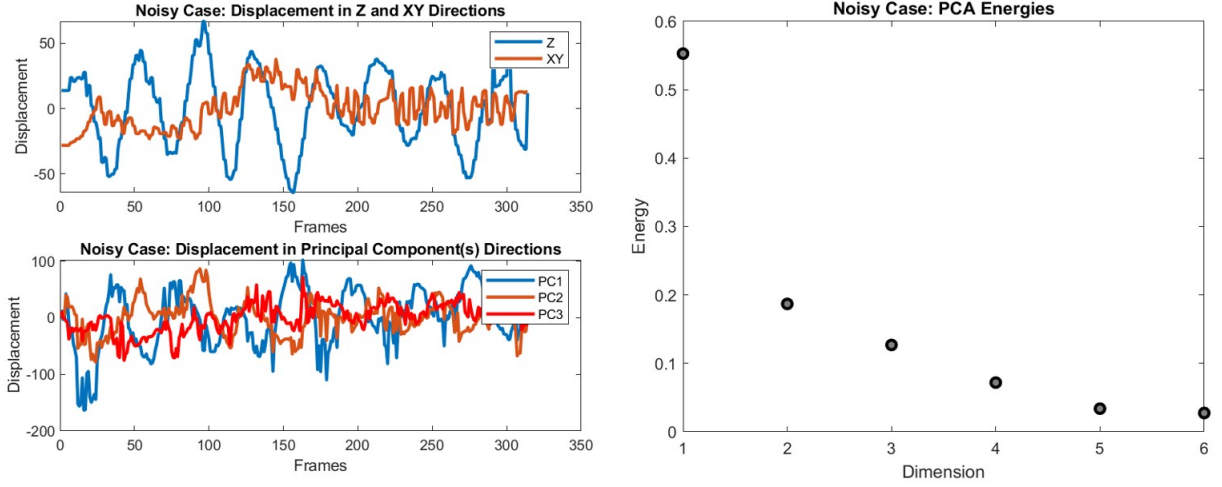 Noisy Case: Displacement in Z and XY Directions
Displacement
50
0
-50
Z
XY
0 50 100 150 200 250 300 350
Frames
Noisy Case: Displacement in Principal Component(s) Directions
Displacement
100
0
-100
-200
PC1
PC2
PC3
0 50 100 150 200 250 300 350
Frames
Noisy Case: PCA Energies
Energy
0.6
0.5
0.4
0.3
0.2
0.1
0
1 2 3 4 5 6
Dimension